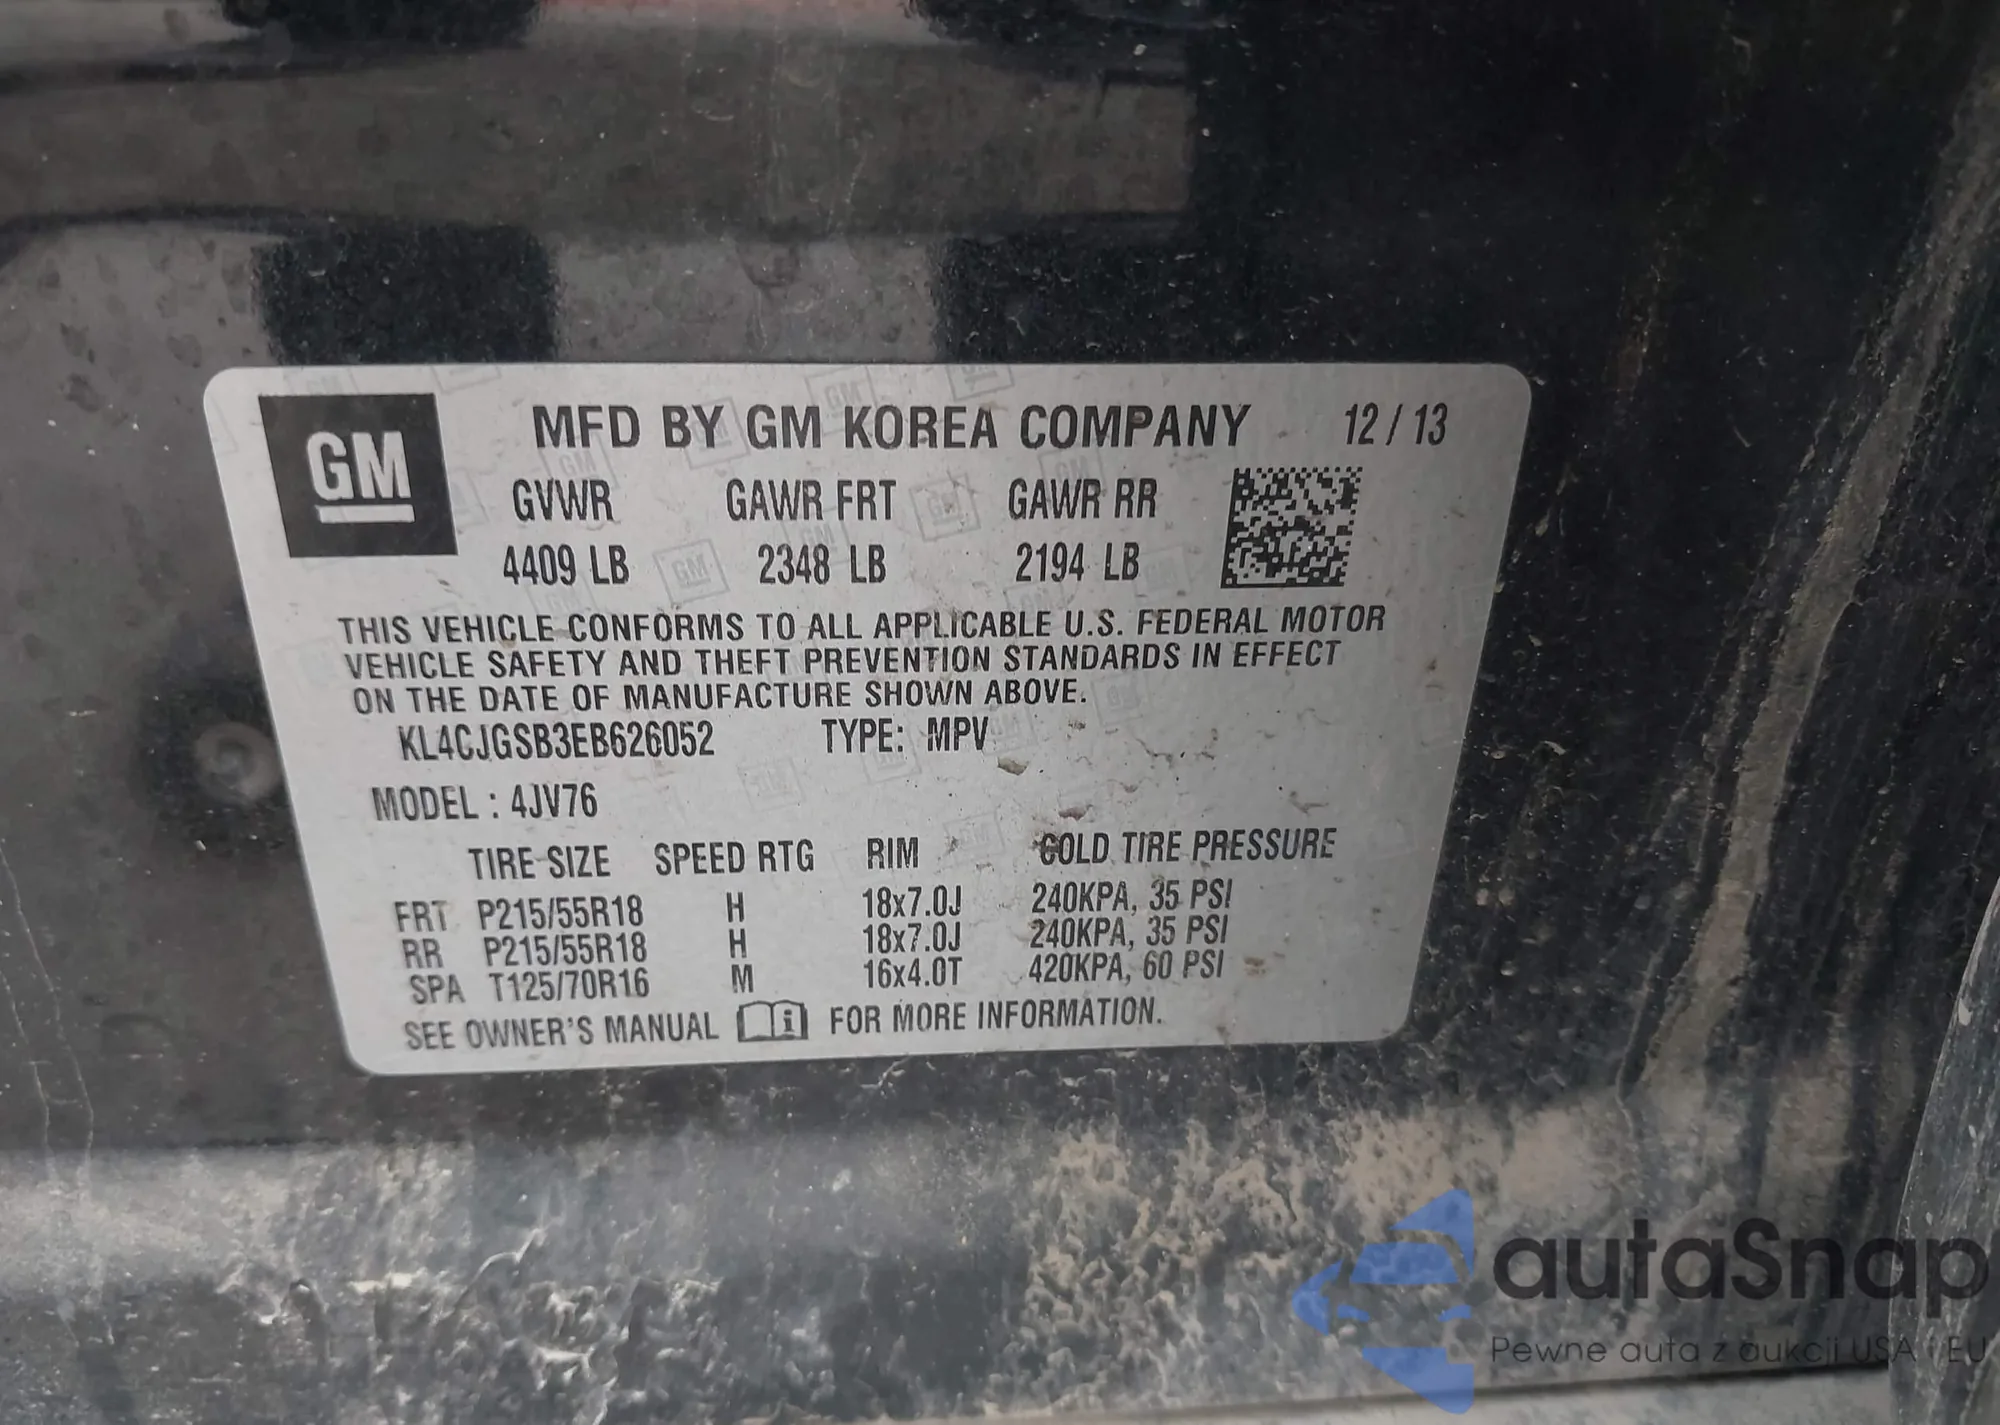 GM
MFD BY GM KOREA COMPANY 12 / 13
GVWR GAWR FRT GAWR RR
4409 LB 2348 LB 2194 LB
THIS VEHICLE CONFORMS TO ALL APPLICABLE U.S. FEDERAL MOTOR
VEHICLE SAFETY AND THEFT PREVENTION STANDARDS IN EFFECT
ON THE DATE OF MANUFACTURE SHOWN ABOVE.
KL4CJGSB3EB626052 TYPE: MPV
MODEL : 4JV76
TIRE SIZE SPEED RTG RIM COLD TIRE PRESSURE
FRT P215/55R18 H 18x7.0J 240KPA, 35 PSI
RR P215/55R18 H 18x7.0J 240KPA, 35 PSI
SPA T125/70R16 M 16x4.0T 420KPA, 60 PSI
SEE OWNER'S MANUAL FOR MORE INFORMATION.
autaSnap
Pewne auta z aukcji USA i EU